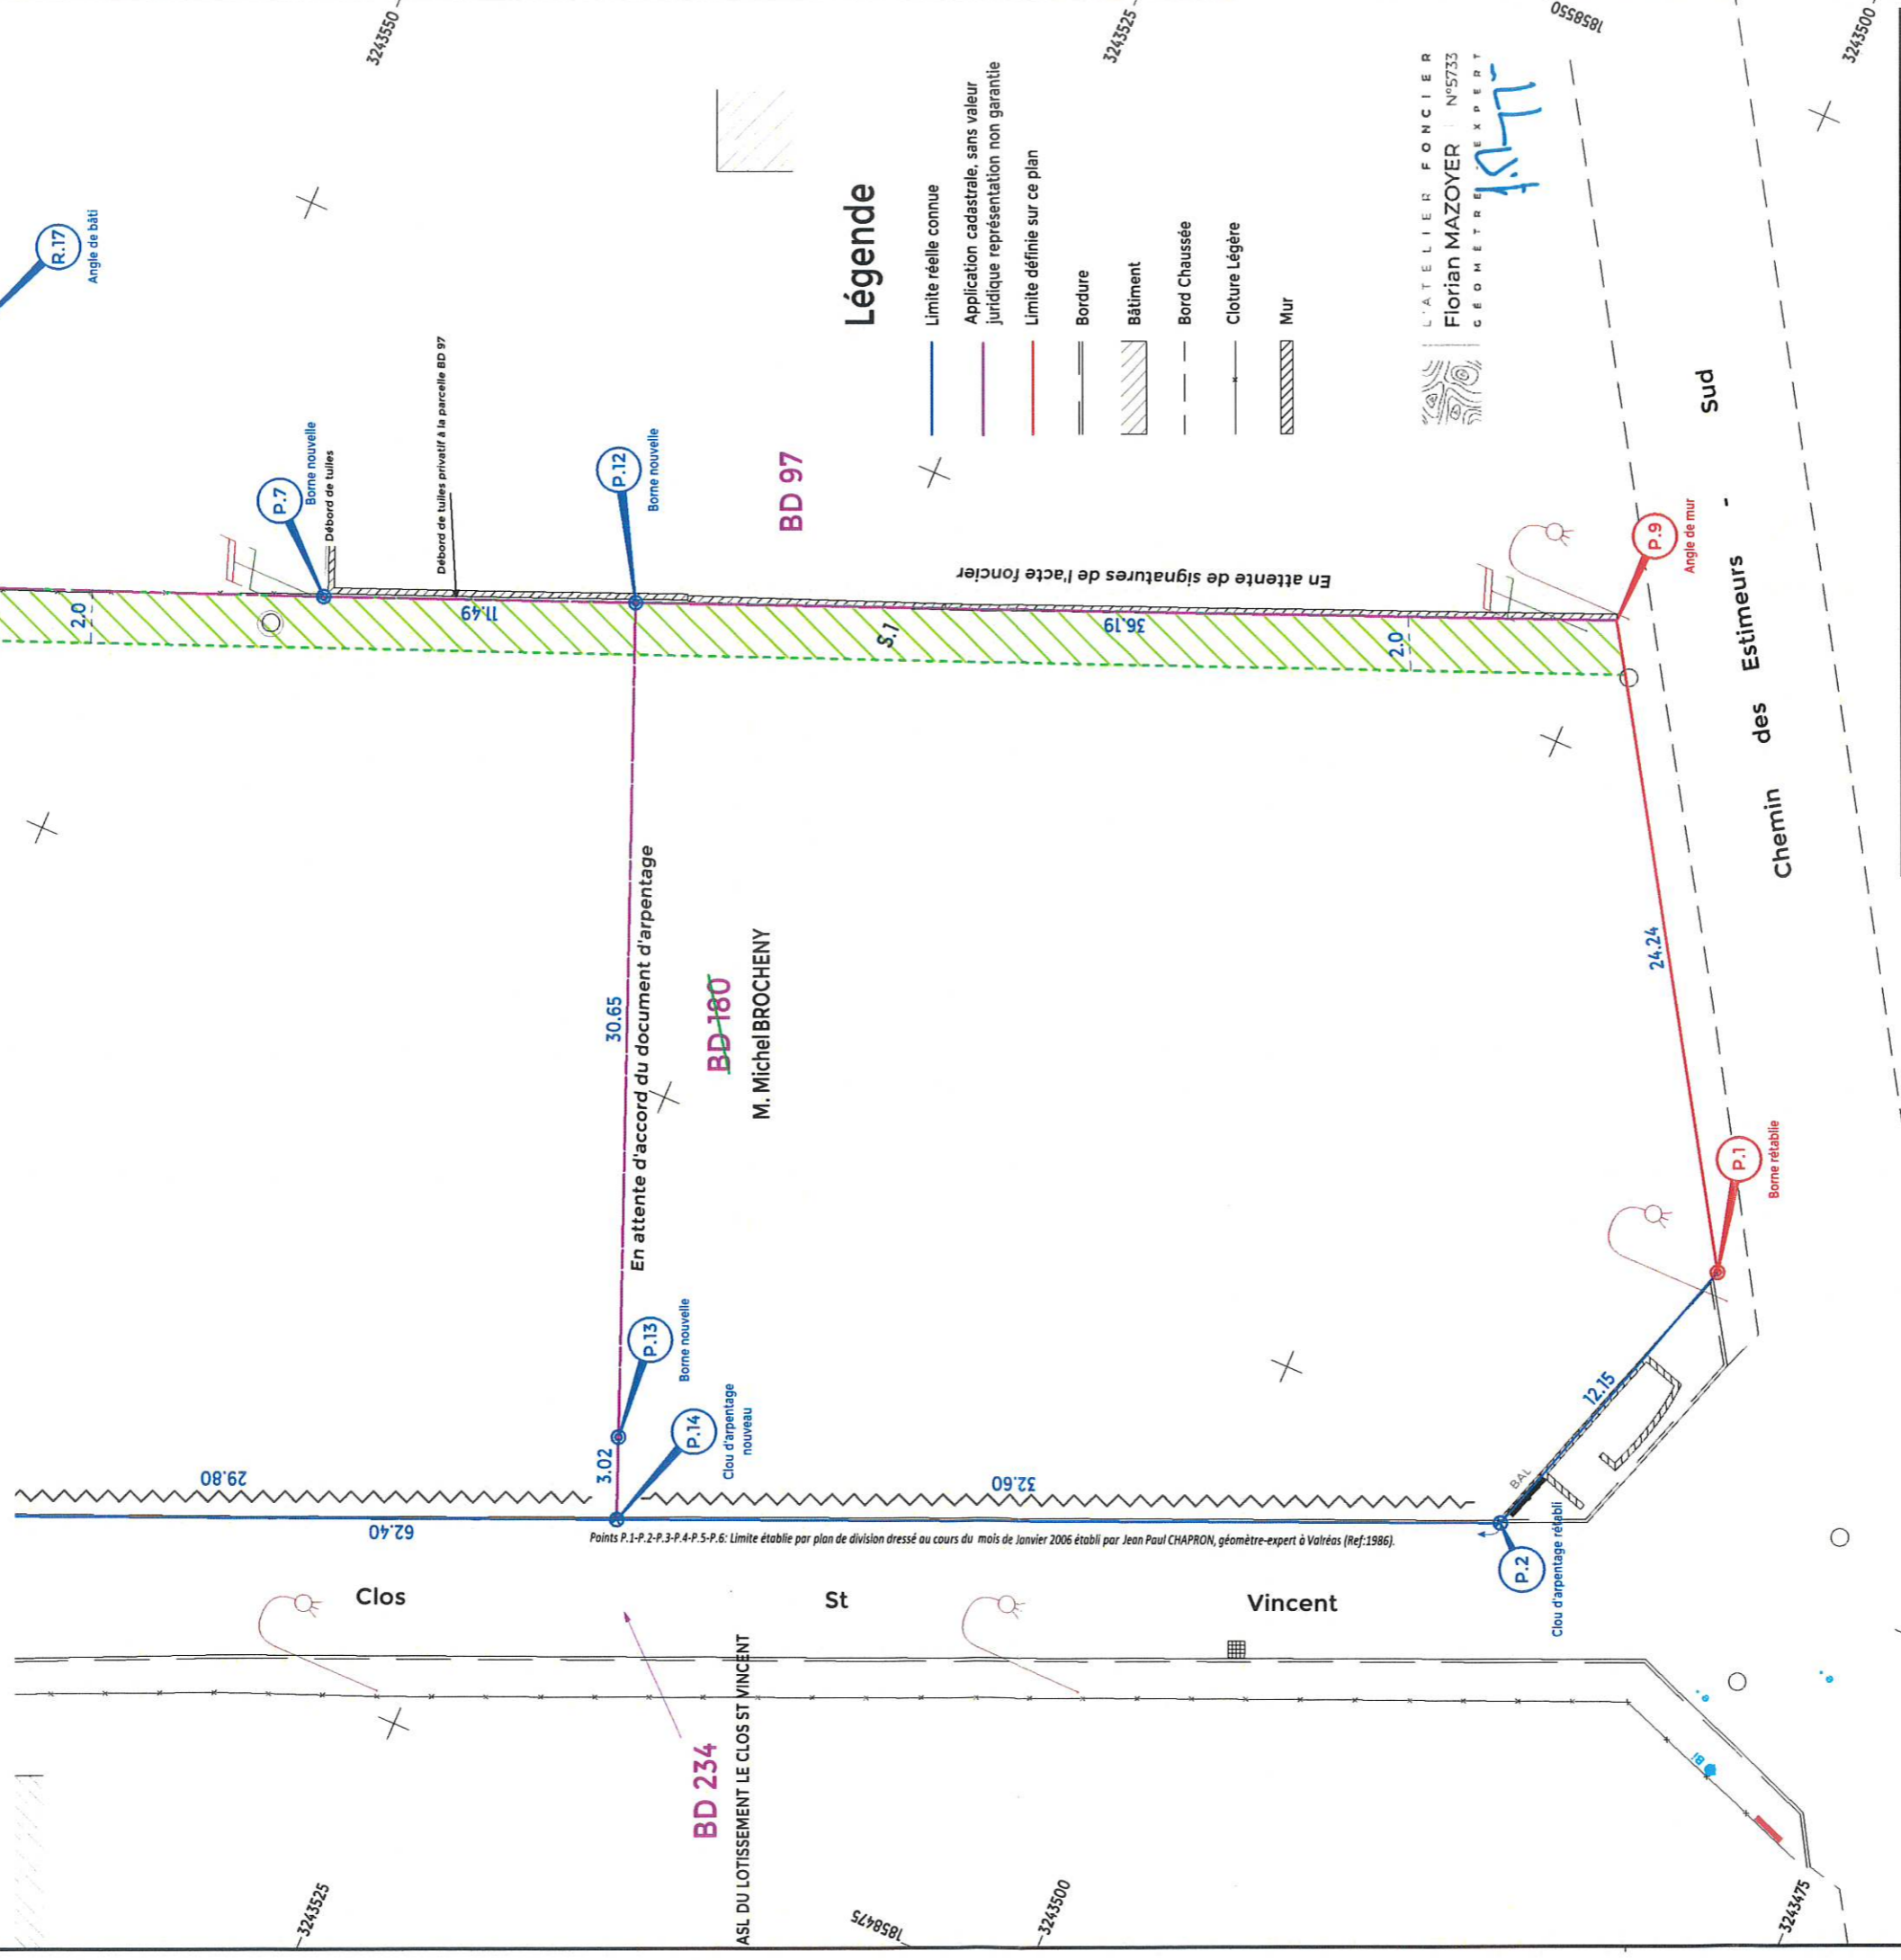 3243550
3243525
1858550
3243500
R.17
Angle de bâti
P.7
Borne nouvelle
Débord de tuiles
Débord de tuiles privatif à la parcelle BD 97
P.12
Borne nouvelle
BD 97
Légende
Limite réelle connue
Application cadastrale, sans valeur
juridique représentation non garantie
Limite définie sur ce plan
Bordure
Bâtiment
Bord Chaussée
Cloture Légère
Mur
L'ATELIER FONCIER
Florian MAZOYER N°5733
GÉOMÈTRE EXPERT
2.0
11.49
S.1
36.19
2.0
En attente de signatures de l'acte foncier
P.9
Angle de mur
Chemin des Estimeurs - Sud
30.65
En attente d'accord du document d'arpentage
BD 180
M. Michel BROCHENY
24.24
P.1
Borne rétablie
P.13
Borne nouvelle
3.02
P.14
Clou d'arpentage
nouveau
29.80
62.40
32.60
12.15
BAL
P.2
Clou d'arpentage rétabli
Points P.1-P.2-P.3-P.4-P.5-P.6: Limite établie par plan de division dressé au cours du mois de Janvier 2006 établi par Jean Paul CHAPRON, géomètre-expert à Valréas (Ref:1986).
Clos St Vincent
BD 234
ASL DU LOTISSEMENT LE CLOS ST VINCENT
BI
3243525
1858475
3243500
3243475